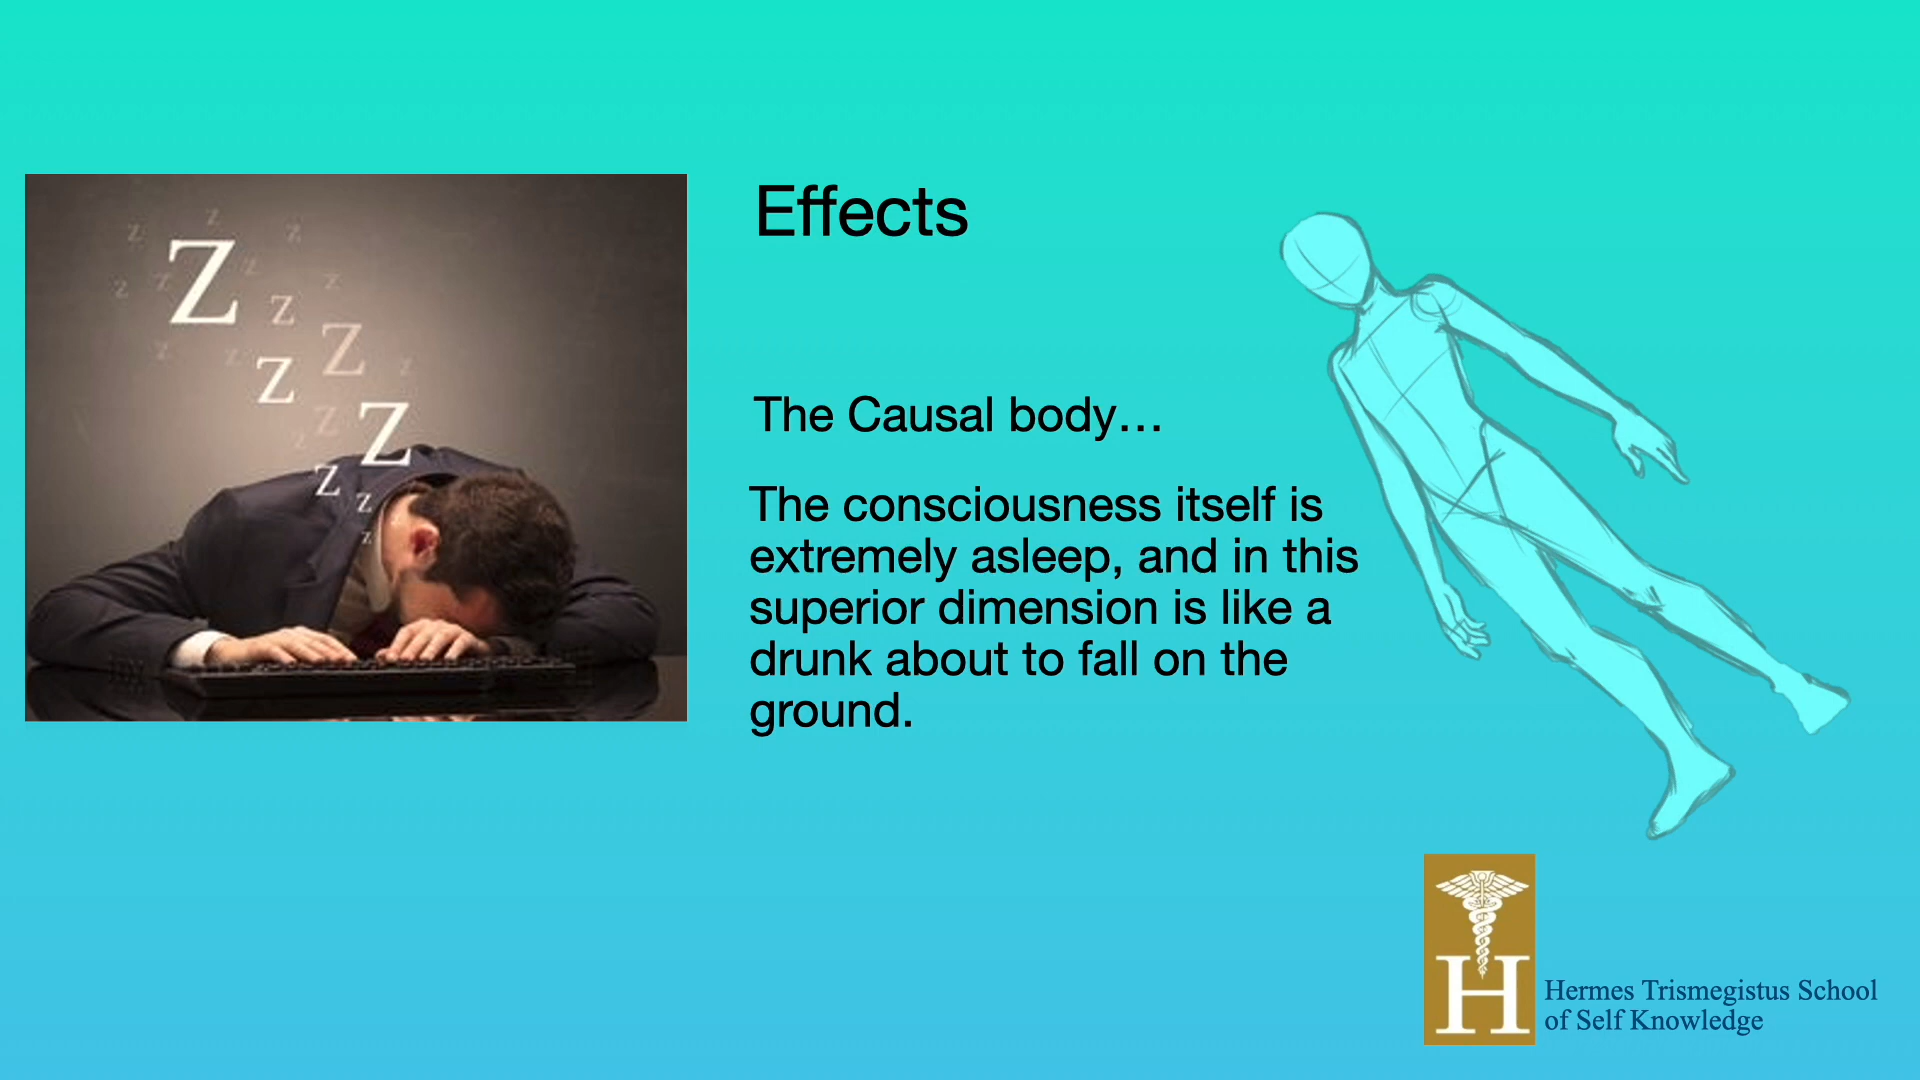 Effects
The Causal body…
The consciousness itself is
extremely asleep, and in this
superior dimension is like a
drunk about to fall on the
ground.
Z
Z
Z
Z
Z
Z
Z
Z
H
Hermes Trismegistus School
of Self Knowledge